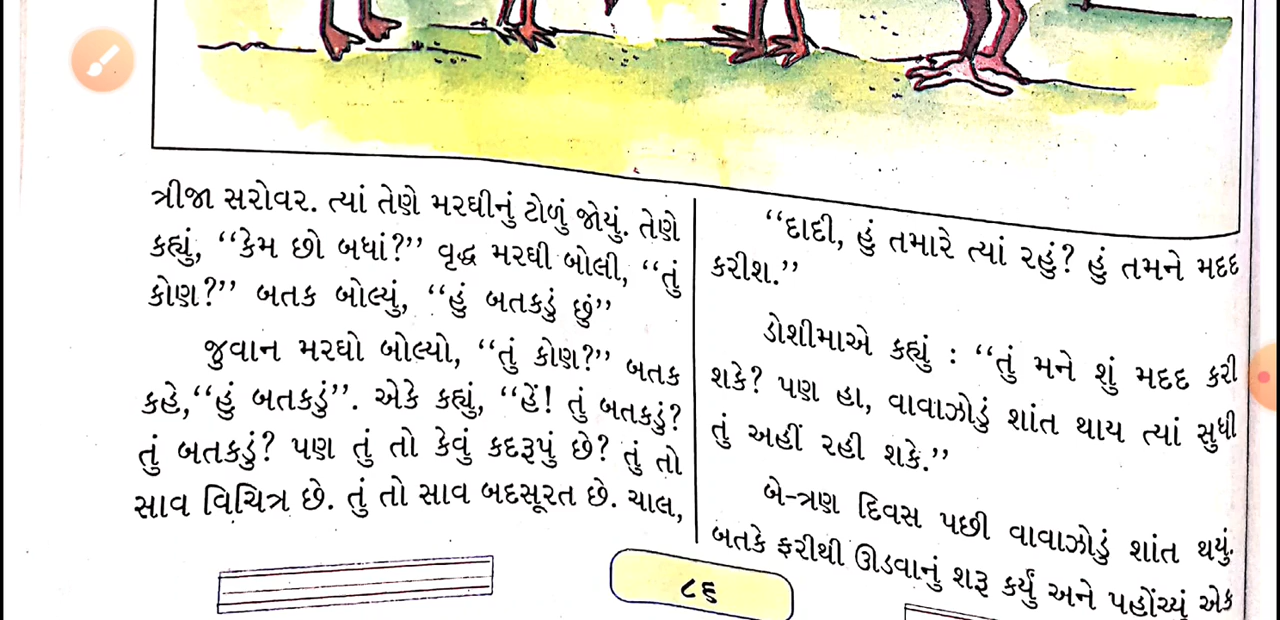 ત્રીજા સરોવર. ત્યાં તેણે મરઘીનું ટોળું જોયું. તેણે
કહ્યું, “કેમ છો બધાં?” વૃદ્ધ મરઘી બોલી, “તું
કોણ?” બતક બોલ્યું, “હું બતકડું છું”
જુવાન મરઘો બોલ્યો, “તું કોણ?” બતક
કહે,“હું બતકડું”. એકે કહ્યું, “હેં! તું બતકડું?
તું બતકડું? પણ તું તો કેવું કદરૂપું છે? તું તો
સાવ વિચિત્ર છે. તું તો સાવ બદસૂરત છે. ચાલ,
“દાદી, હું તમારે ત્યાં રહું? હું તમને મદદ
કરીશ.”
ડોશીમાએ કહ્યું : “તું મને શું મદદ કરી
શકે? પણ હા, વાવાઝોડું શાંત થાય ત્યાં સુધી
તું અહીં રહી શકે.”
બે-ત્રણ દિવસ પછી વાવાઝોડું શાંત થયું.
બતકે ફરીથી ઊડવાનું શરૂ કર્યું અને પહોંચ્યું એક
૮૬